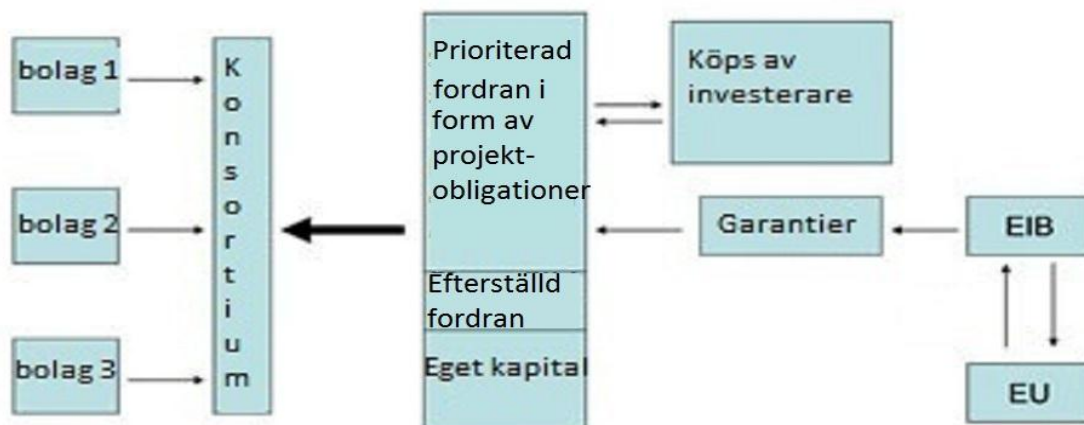 bolag 1
bolag 2
bolag 3
Konsortium
Prioriterad
fordran i
form av
projekt-
obligationer
Efterställd
fordran
Eget kapital
Köps av
investerare
Garantier
EIB
EU